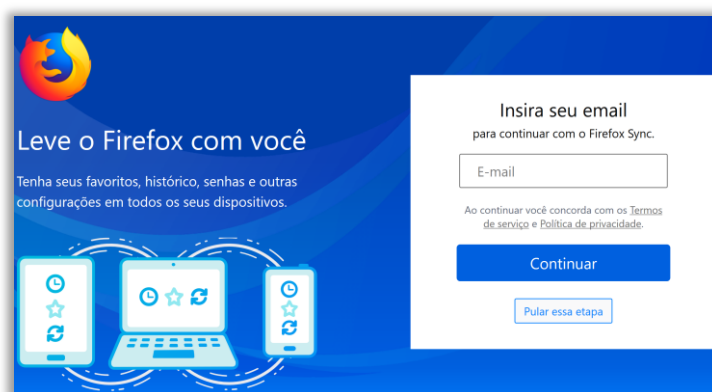 Leve o Firefox com você
Tenha seus favoritos, histórico, senhas e outras
configurações em todos os seus dispositivos.
Insira seu email
para continuar com o Firefox Sync.
E-mail
Ao continuar você concorda com os Termos
de serviço e Política de privacidade.
Continuar
Pular essa etapa